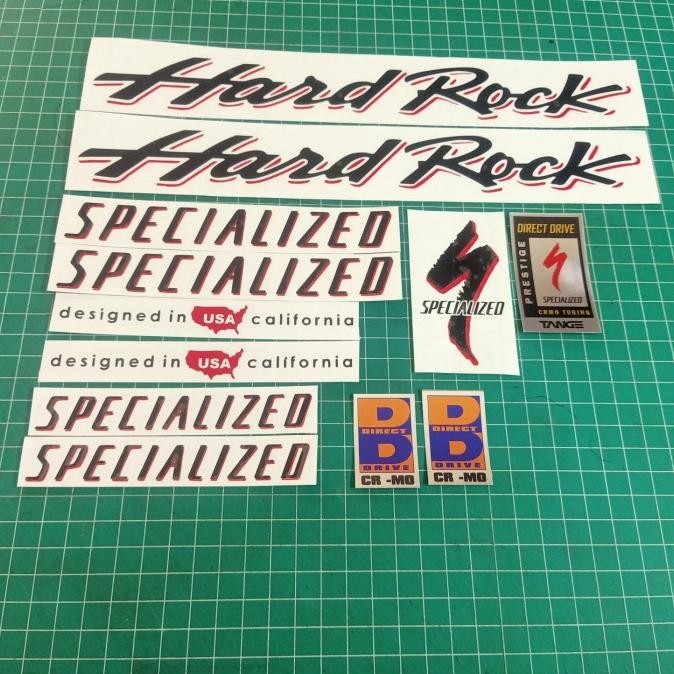 Hard Rock
Hard Rock
SPECIALIZED
SPECIALIZED
designed in USA california
designed in USA california
SPECIALIZED
SPECIALIZED
SPECIALIZED
DIRECT DRIVE
PRESTIGE
SPECIALIZED
CRMO TUBING
TANGE
D
DIRECT
D
DRIVE
CR -MO
D
DIRECT
D
DRIVE
CR -MO